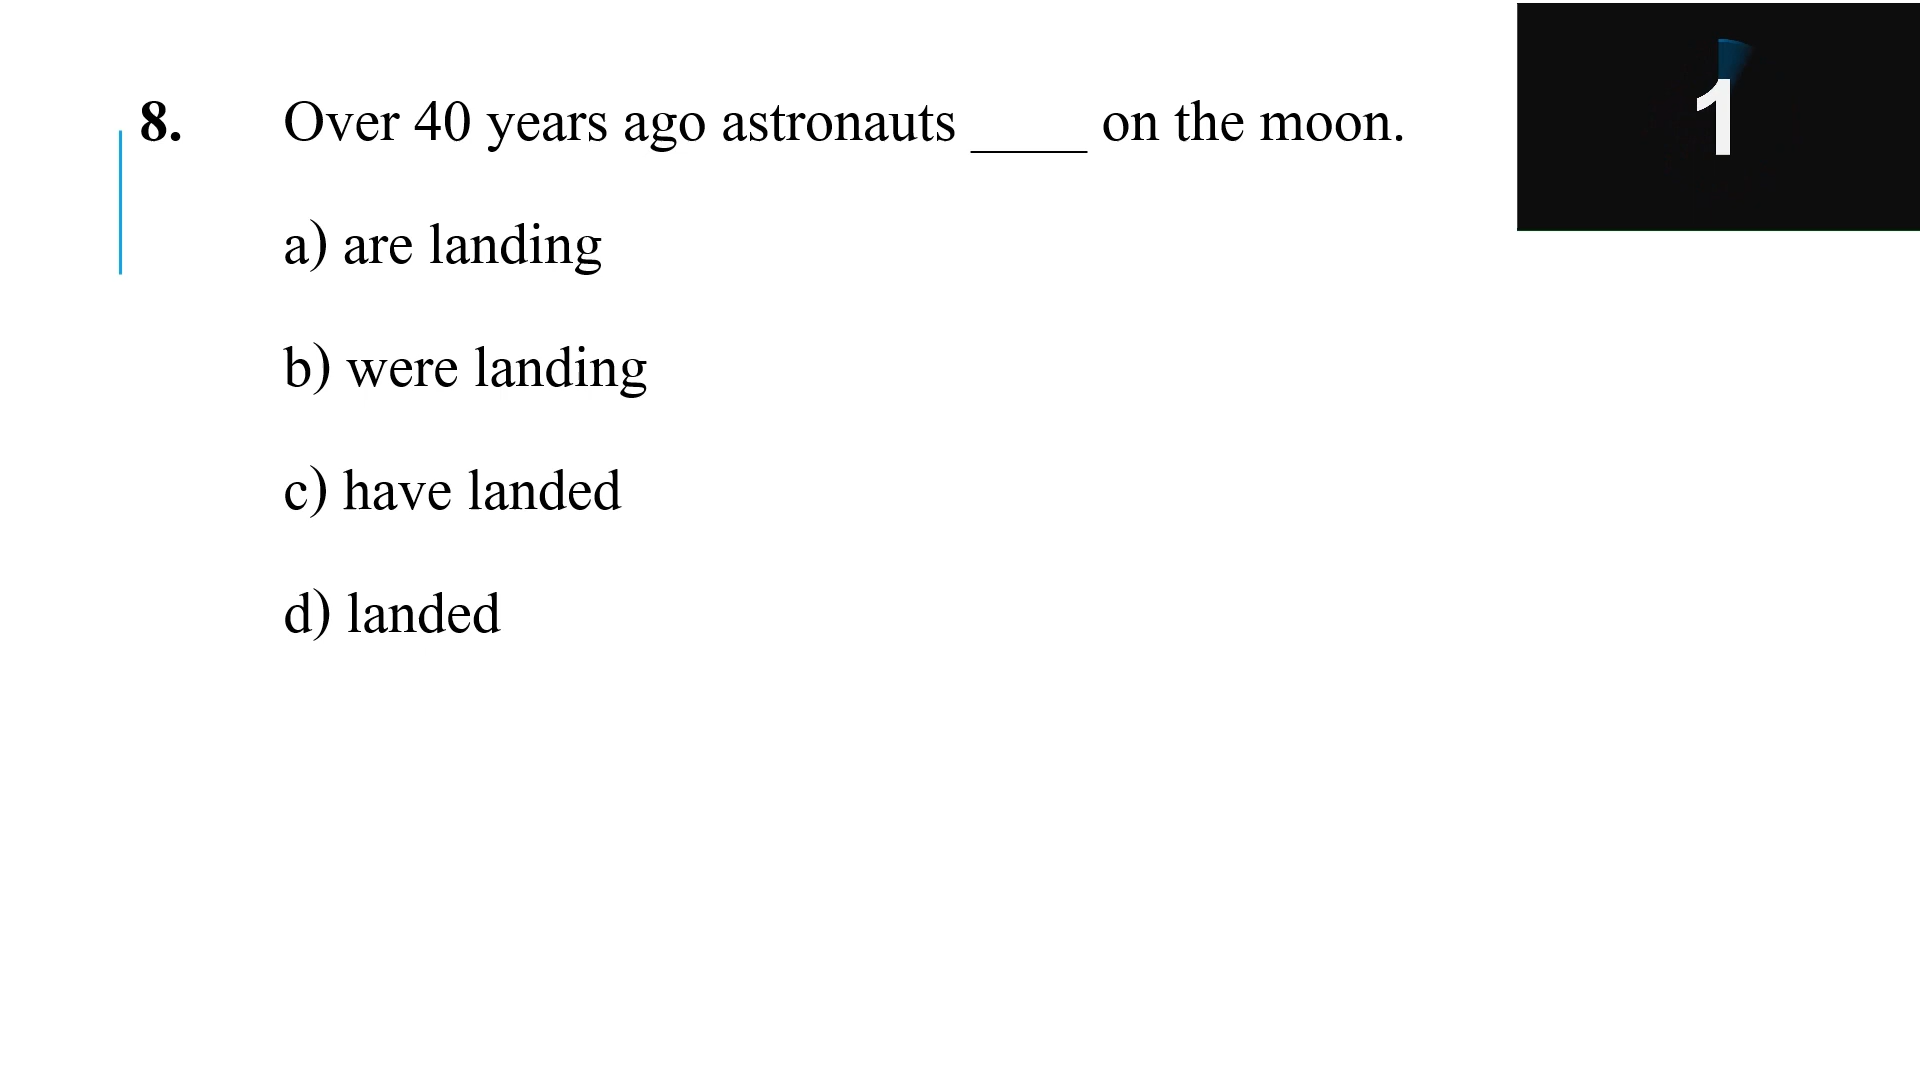 8. Over 40 years ago astronauts ____ on the moon.
a) are landing
b) were landing
c) have landed
d) landed
1